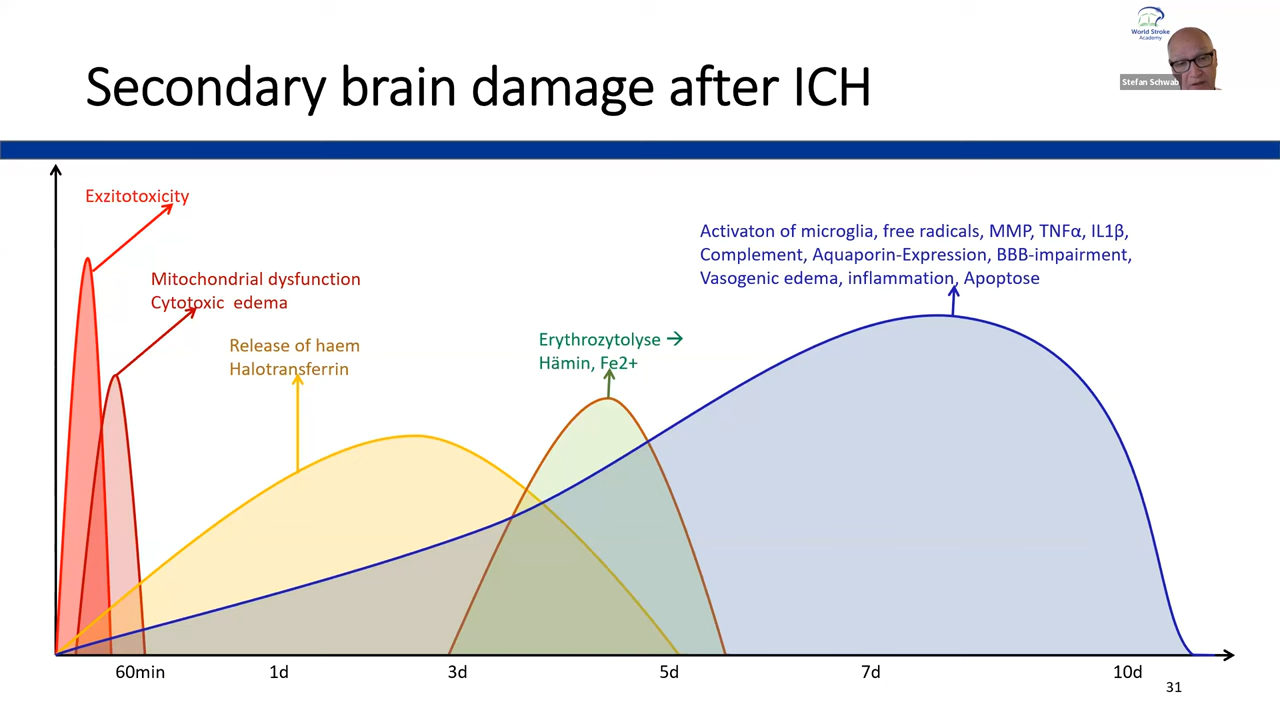 World Stroke
Academy
Stefan Schwab
Secondary brain damage after ICH
Exzitotoxicity
Mitochondrial dysfunction
Cytotoxic edema
Release of haem
Halotransferrin
Erythrozytolyse →
Hämin, Fe2+
Activaton of microglia, free radicals, MMP, TNFα, IL1β,
Complement, Aquaporin-Expression, BBB-impairment,
Vasogenic edema, inflammation, Apoptose
60min 1d 3d 5d 7d 10d
31